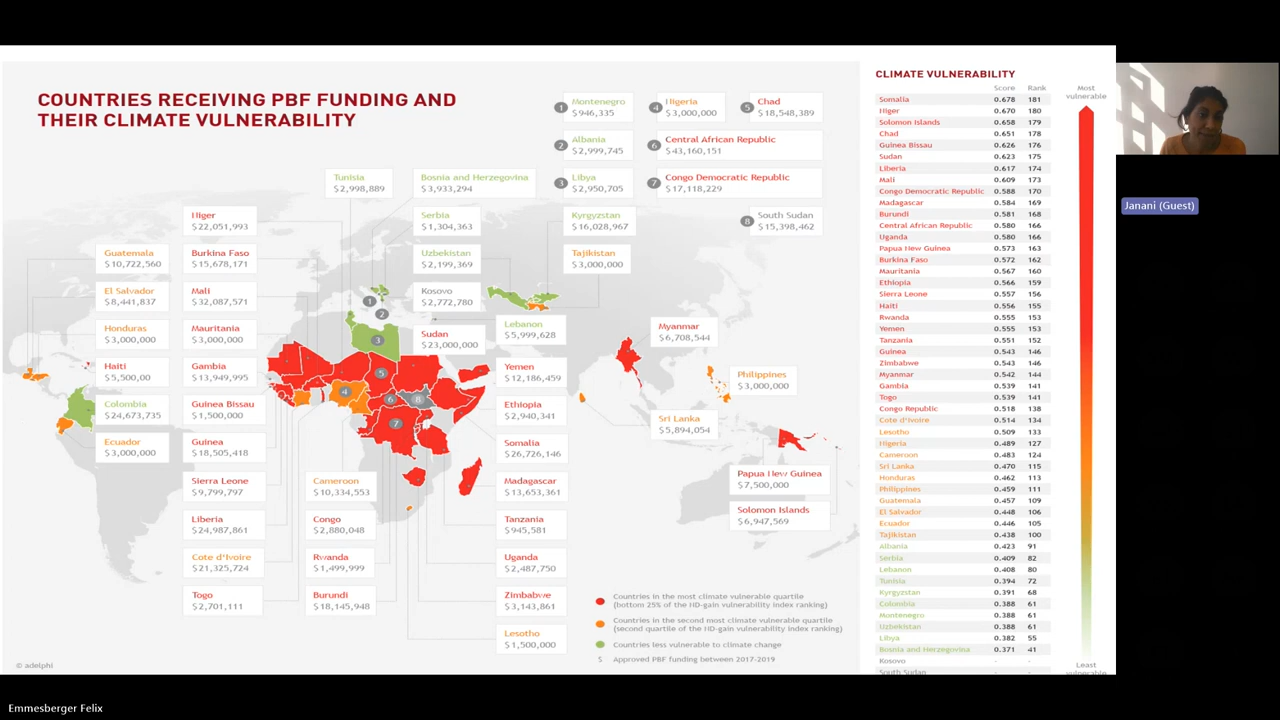 COUNTRIES RECEIVING PBF FUNDING AND
THEIR CLIMATE VULNERABILITY
1 Montenegro
$946,335
4 Nigeria
$3,000,000
5 Chad
$18,548,389
2 Albania
$2,999,745
6 Central African Republic
$43,160,151
3 Libya
$2,950,705
7 Congo Democratic Republic
$17,118,229
8 South Sudan
$15,398,462
Tunisia
$2,998,889
Bosnia and Herzegovina
$3,933,294
Niger
$22,051,993
Serbia
$1,304,363
Kyrgyzstan
$16,028,967
Guatemala
$10,722,560
Burkina Faso
$15,678,171
Uzbekistan
$2,199,369
Tajikistan
$3,000,000
El Salvador
$8,441,837
Mali
$32,087,571
Kosovo
$2,772,780
Honduras
$3,000,000
Mauritania
$3,000,000
Sudan
$23,000,000
Lebanon
$5,999,628
Myanmar
$6,708,544
Haiti
$5,500,00
Gambia
$13,949,995
Yemen
$12,186,459
Philippines
$3,000,000
Colombia
$24,673,735
Guinea Bissau
$1,500,000
Ethiopia
$2,940,341
Sri Lanka
$5,894,054
Ecuador
$3,000,000
Guinea
$18,505,418
Somalia
$26,726,146
Sierra Leone
$9,799,797
Cameroon
$10,334,553
Madagascar
$13,653,361
Papua New Guinea
$7,500,000
Liberia
$24,987,861
Congo
$2,880,048
Tanzania
$945,581
Solomon Islands
$6,947,569
Cote d'Ivoire
$21,325,724
Rwanda
$1,499,999
Uganda
$2,487,750
Togo
$2,701,111
Burundi
$18,145,948
Zimbabwe
$3,143,861
Lesotho
$1,500,000
1
2
3
4
5
6
7
8
Countries in the most climate vulnerable quartile
(bottom 25% of the ND-gain vulnerability index ranking)
Countries in the second most climate vulnerable quartile
(second quartile of the ND-gain vulnerability index ranking)
Countries less vulnerable to climate change
$ Approved PBF funding between 2017-2019
© adelphi
CLIMATE VULNERABILITY
Score Rank
Somalia 0.678 181
Niger 0.670 180
Solomon Islands 0.658 179
Chad 0.651 178
Guinea Bissau 0.626 176
Sudan 0.623 175
Liberia 0.617 174
Mali 0.609 173
Congo Democratic Republic 0.588 170
Madagascar 0.584 169
Burundi 0.581 168
Central African Republic 0.580 166
Uganda 0.580 166
Papua New Guinea 0.573 163
Burkina Faso 0.572 162
Mauritania 0.567 160
Ethiopia 0.566 159
Sierra Leone 0.557 156
Haiti 0.556 155
Rwanda 0.555 153
Yemen 0.555 153
Tanzania 0.551 152
Guinea 0.543 146
Zimbabwe 0.543 146
Myanmar 0.542 144
Gambia 0.539 141
Togo 0.539 141
Congo Republic 0.518 138
Cote d'Ivoire 0.514 134
Lesotho 0.509 133
Nigeria 0.489 127
Cameroon 0.483 124
Sri Lanka 0.470 115
Honduras 0.462 113
Philippines 0.459 111
Guatemala 0.457 109
El Salvador 0.448 106
Ecuador 0.446 105
Tajikistan 0.438 100
Albania 0.423 91
Serbia 0.409 82
Lebanon 0.408 80
Tunisia 0.394 72
Kyrgyzstan 0.391 68
Colombia 0.388 61
Montenegro 0.388 61
Uzbekistan 0.388 61
Libya 0.382 55
Bosnia and Herzegovina 0.371 41
Kosovo - -
South Sudan - -
Most
vulnerable
Least
vulnerable
Janani (Guest)
Emmesberger Felix